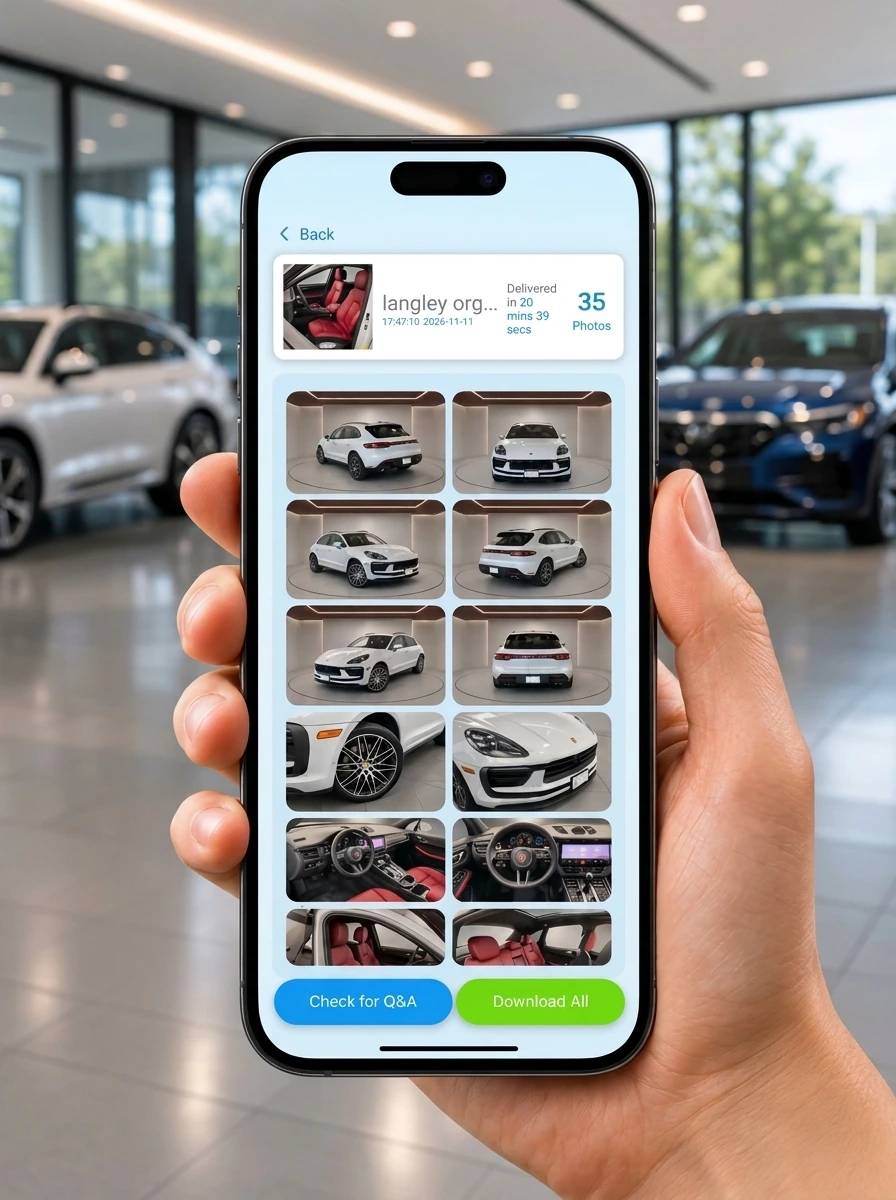 Back
langley org...
17:47:10 2026-11-11
Delivered
in 20
mins 39
secs
35
Photos
Check for Q&A
Download All